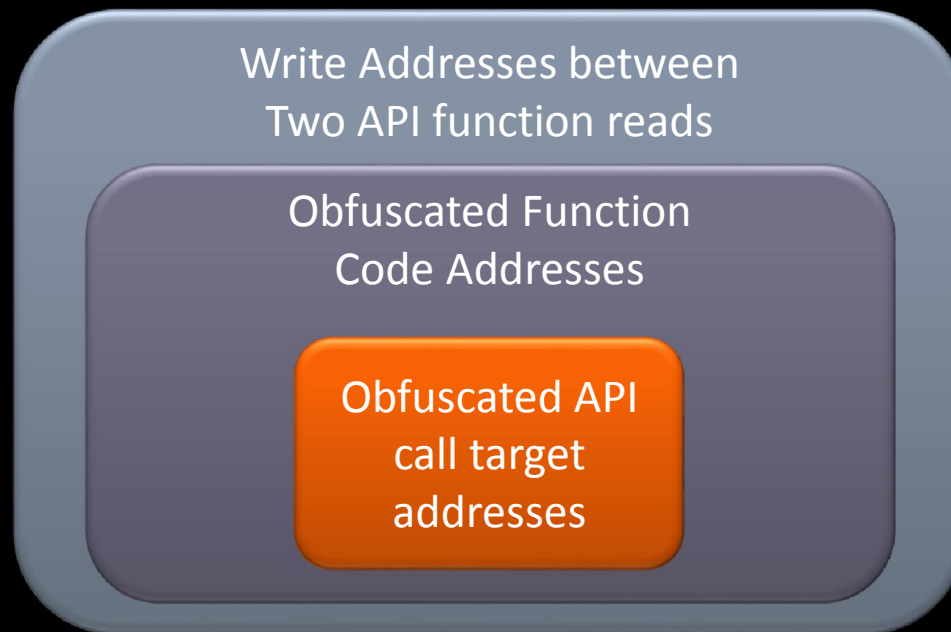 Write Addresses between
Two API function reads
Obfuscated Function
Code Addresses
Obfuscated API
call target
addresses